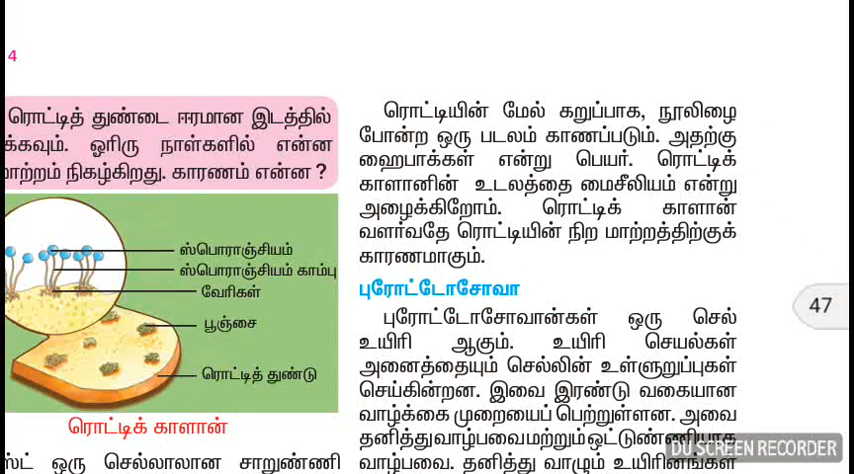 4
ரொட்டித் துண்டை ஈரமான இடத்தில்
ஓரிரு நாள்களில் என்ன
நிகழ்கிறது. காரணம் என்ன ?
ஸ்பொராஞ்சியம்
ஸ்பொராஞ்சியம் காம்பு
வேரிகள்
பூஞ்சை
ரொட்டித் துண்டு
ரொட்டிக் காளான்
ஒரு செல்லாலான சாறுண்ணி
ரொட்டியின் மேல் கறுப்பாக, நூலிழை
போன்ற ஒரு படலம் காணப்படும். அதற்கு
ஹைபாக்கள் என்று பெயர். ரொட்டிக்
காளானின் உடலத்தை மைசீலியம் என்று
அழைக்கிறோம். ரொட்டிக் காளான்
வளர்வதே ரொட்டியின் நிற மாற்றத்திற்குக்
காரணமாகும்.
புரோட்டோசோவா
புரோட்டோசோவான்கள் ஒரு செல்
உயிரி ஆகும். உயிரி செயல்கள்
அனைத்தையும் செல்லின் உள்ளுறுப்புகள்
செய்கின்றன. இவை இரண்டு வகையான
வாழ்க்கை முறையைப் பெற்றுள்ளன. அவை
தனித்துவாழ்பவைமற்றும்ஒட்டுண்ணியாக
வாழ்பவை. தனித்து வாழும் உயிரினங்கள்
47
DU SCREEN RECORDER